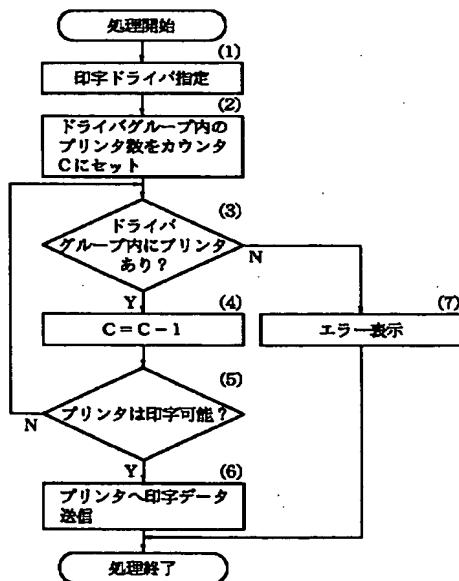 処理開始
(1)
印字ドライバ指定
(2)
ドライバグループ内の
プリンタ数をカウンタ
Cにセット
(3)
ドライバ
グループ内にプリンタ
あり?
N
Y
(4)
C=C-1
(7)
エラー表示
(5)
プリンタは印字可能?
N
Y
(6)
プリンタへ印字データ
送信
処理終了